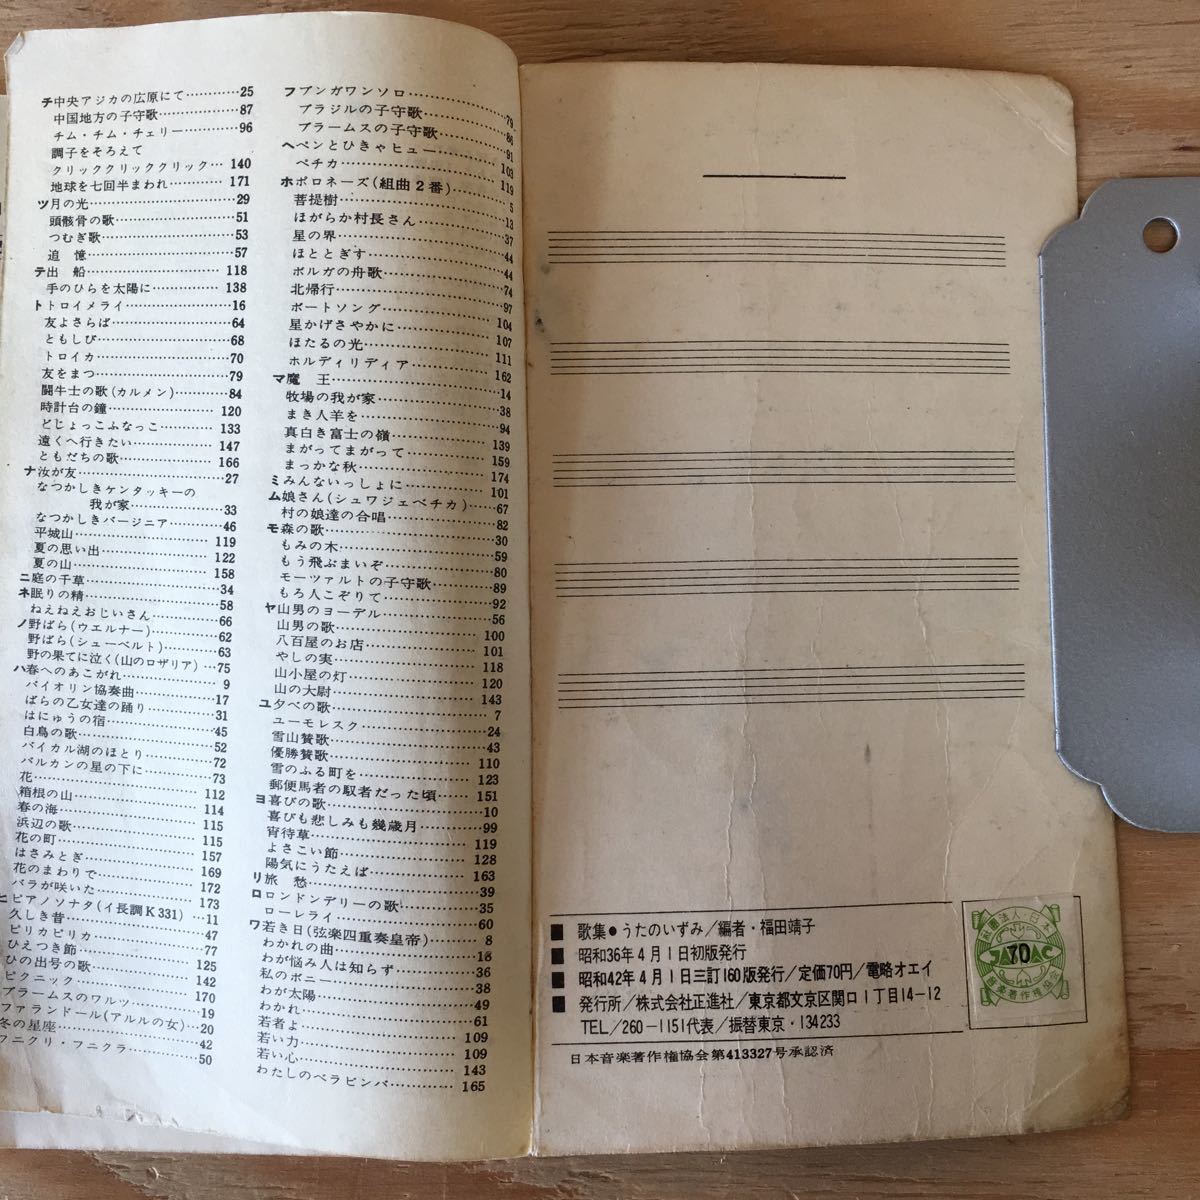 チ中央アジカの広原にて…………25
中国地方の子守歌……………87
チム・チム・チェリー…………96
調子をそろえて
クリッククリッククリック…140
地球を七回半まわれ…………171
ツ月の光……………………29
頭骸骨の歌…………………51
つむぎ歌……………………53
追　憶………………………57
テ出　船……………………118
手のひらを太陽に…………138
トトロイメライ………………16
友よさらば…………………64
ともしび……………………68
トロイカ……………………70
友をまつ……………………79
闘牛士の歌(カルメン)………84
時計台の鐘…………………120
どじょっこふなっこ…………133
遠くへ行きたい……………147
ともだちの歌………………166
ナ汝が友……………………27
なつかしきケンタッキーの
我が家………………………33
なつかしきバージニア………46
平城山………………………119
夏の思い出…………………122
夏の山………………………158
ニ庭の千草…………………34
ネ眠りの精…………………58
ねえねえおじいさん…………66
ノ野ばら(ウエルナー)………62
野ばら(シューベルト)………63
野の果てに泣く(山のロザリア)…75
ハ春へのあこがれ…………9
バイオリン協奏曲…………17
ばらの乙女達の踊り………31
はにゅうの宿………………45
白鳥の歌……………………52
バイカル湖のほとり………72
バルカンの星の下に………73
花……………………………112
箱根の山……………………114
春の海………………………115
浜辺の歌……………………115
花の町………………………157
はさみとぎ…………………169
花のまわりで………………172
バラが咲いた………………173
ヒピアノソナタ(イ長調K331)…11
久しき昔……………………47
ピリカピリカ………………77
ひえつき節…………………125
ひの出号の歌………………142
ピクニック…………………170
ブラームスのワルツ………19
ファランドール(アルルの女)…20
冬の星座……………………42
フニクリ・フニクラ…………50
フブンガワンソロ……………79
ブラジルの子守歌…………86
ブラームスの子守歌………91
ヘペンとひきゃヒュー………103
ペチカ………………………119
ホポロネーズ(組曲2番)……5
菩提樹………………………13
ほがらか村長さん…………37
星の界………………………44
ほととぎす…………………44
ボルガの舟歌………………74
北帰行………………………97
ボートソング………………104
星かげさやかに……………107
ほたるの光…………………111
ホルディリディア…………162
マ魔　王……………………14
牧場の我が家………………38
まき人羊を…………………94
真白き富士の嶺……………139
まがってまがって…………159
まっかな秋…………………174
ミみんないっしょに………101
ム娘さん(シュワジェベチカ)…67
村の娘達の合唱……………82
モ森の歌……………………30
もみの木……………………59
もう飛ぶまいぞ……………80
モーツァルトの子守歌……89
もろ人こぞりて……………92
ヤ山男のヨーデル…………56
山男の歌……………………100
八百屋のお店………………101
やしの実……………………118
山小屋の灯…………………120
山の大尉……………………143
ユ夕べの歌…………………7
ユーモレスク………………24
雪山賛歌……………………43
優勝賛歌……………………110
雪のふる町を………………123
郵便馬者の馭者だった頃……151
ヨ喜びの歌…………………10
喜びも悲しみも幾歳月……99
宵待草………………………119
よさこい節…………………128
陽気にうたえば……………163
リ旅　愁……………………39
ロロンドンデリーの歌……35
ローレライ…………………60
ワ若き日(弦楽四重奏皇帝)…8
わかれの曲…………………18
わが悩み人は知らず………36
私のボニー…………………38
わが太陽……………………49
わかれ………………………61
若者よ………………………109
若い力………………………109
若い心………………………143
わたしのベラビンバ………165
■ 歌集●うたのいずみ/編者・福田靖子
■ 昭和36年4月1日初版発行
■ 昭和42年4月1日三訂160版発行/定価70円/電略オエイ
■ 発行所/株式会社正進社/東京都文京区関口1丁目14-12
TEL/260-1151代表/振替東京・134233
日本音楽著作権協会第413327号承認済
社団法人・日本
JASRAC
70
音楽著作権協会